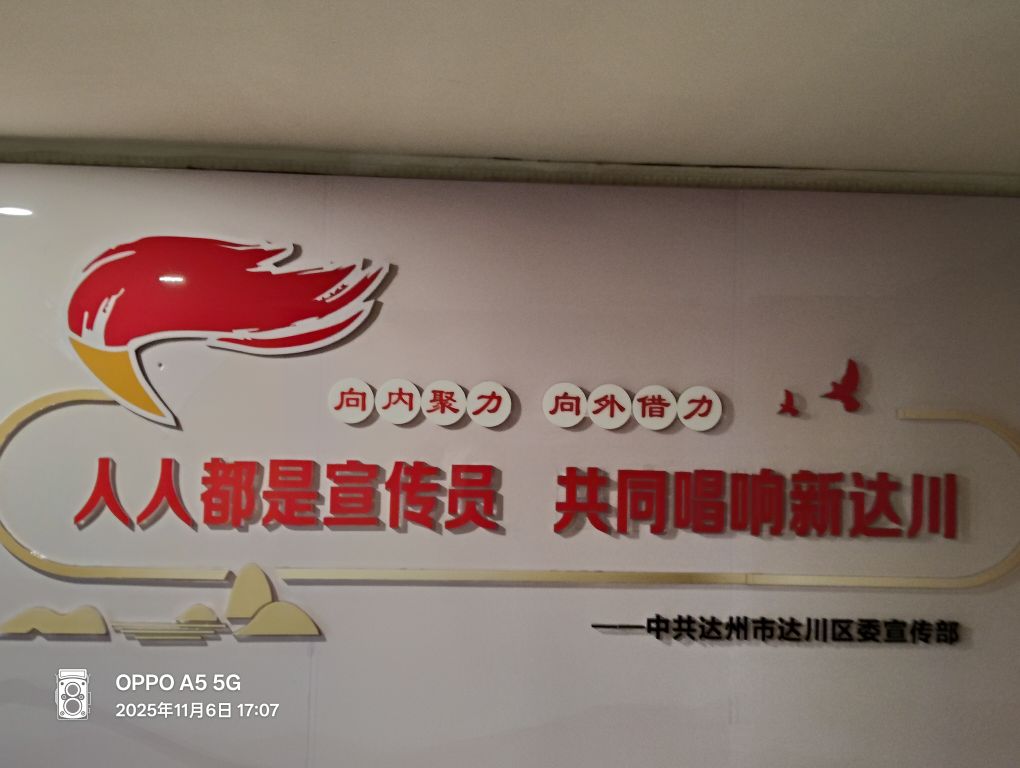 向内聚力 向外借力
人人都是宣传员 共同唱响新达川
——中共达州市达川区委宣传部
OPPO A5 5G
2025年11月6日 17:07